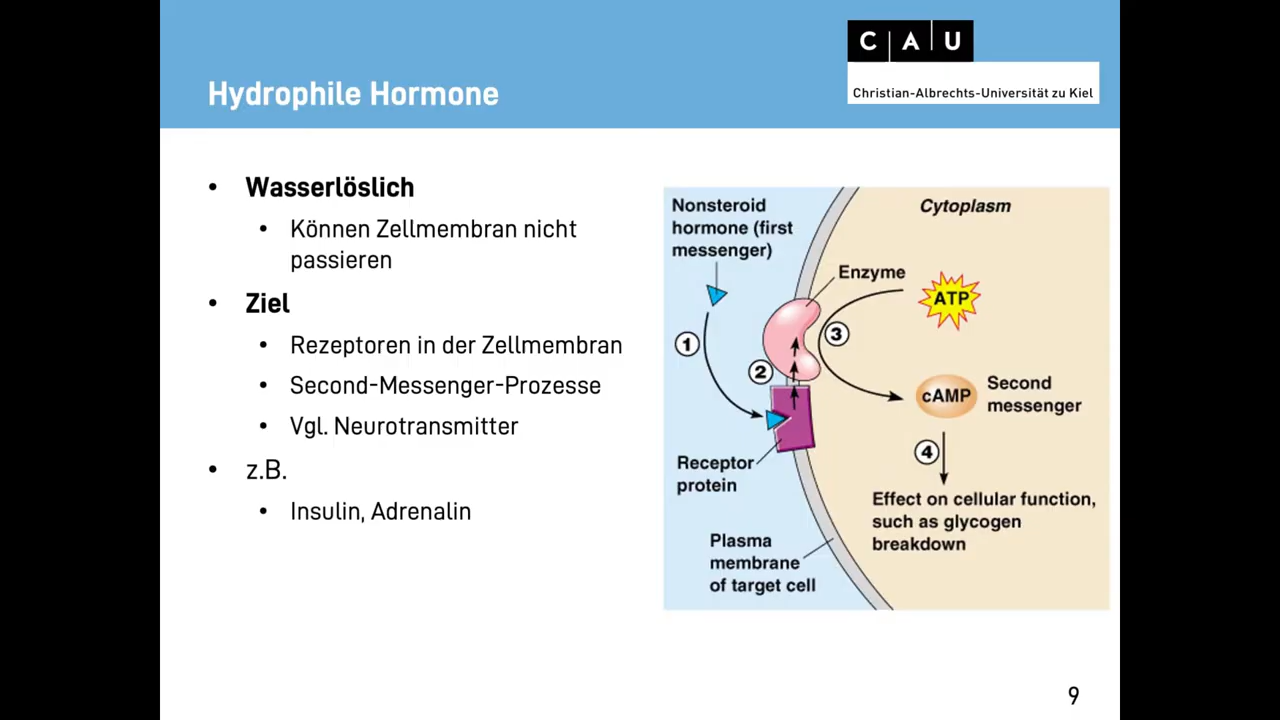 C A U
Christian-Albrechts-Universität zu Kiel
Hydrophile Hormone
• Wasserlöslich
• Können Zellmembran nicht
passieren
• Ziel
• Rezeptoren in der Zellmembran
• Second-Messenger-Prozesse
• Vgl. Neurotransmitter
• z.B.
• Insulin, Adrenalin
Nonsteroid
hormone (first
messenger)
Cytoplasm
Enzyme
ATP
1
3
2
cAMP
Second
messenger
4
Receptor
protein
Effect on cellular function,
such as glycogen
breakdown
Plasma
membrane
of target cell
9